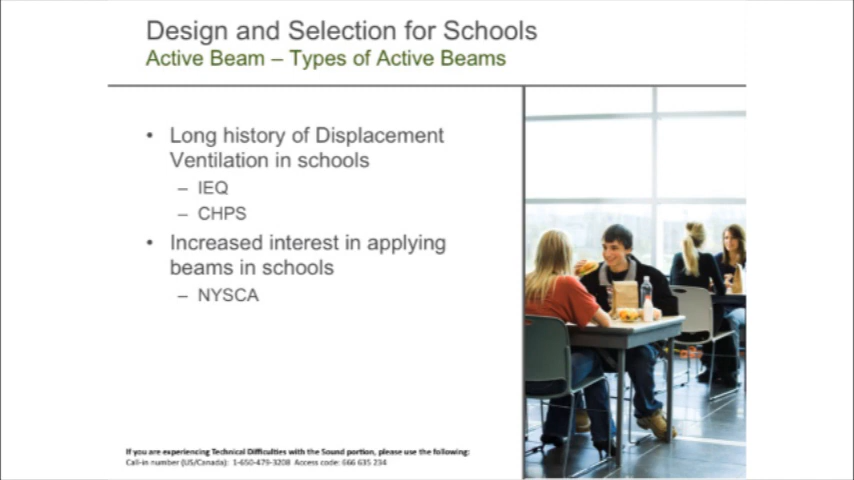 Design and Selection for Schools
Active Beam – Types of Active Beams
• Long history of Displacement
Ventilation in schools
– IEQ
– CHPS
• Increased interest in applying
beams in schools
– NYSCA
If you are experiencing Technical Difficulties with the Sound portion, please use the following:
Call-in number (US/Canada): 1-650-479-3208 Access code: 666 635 234